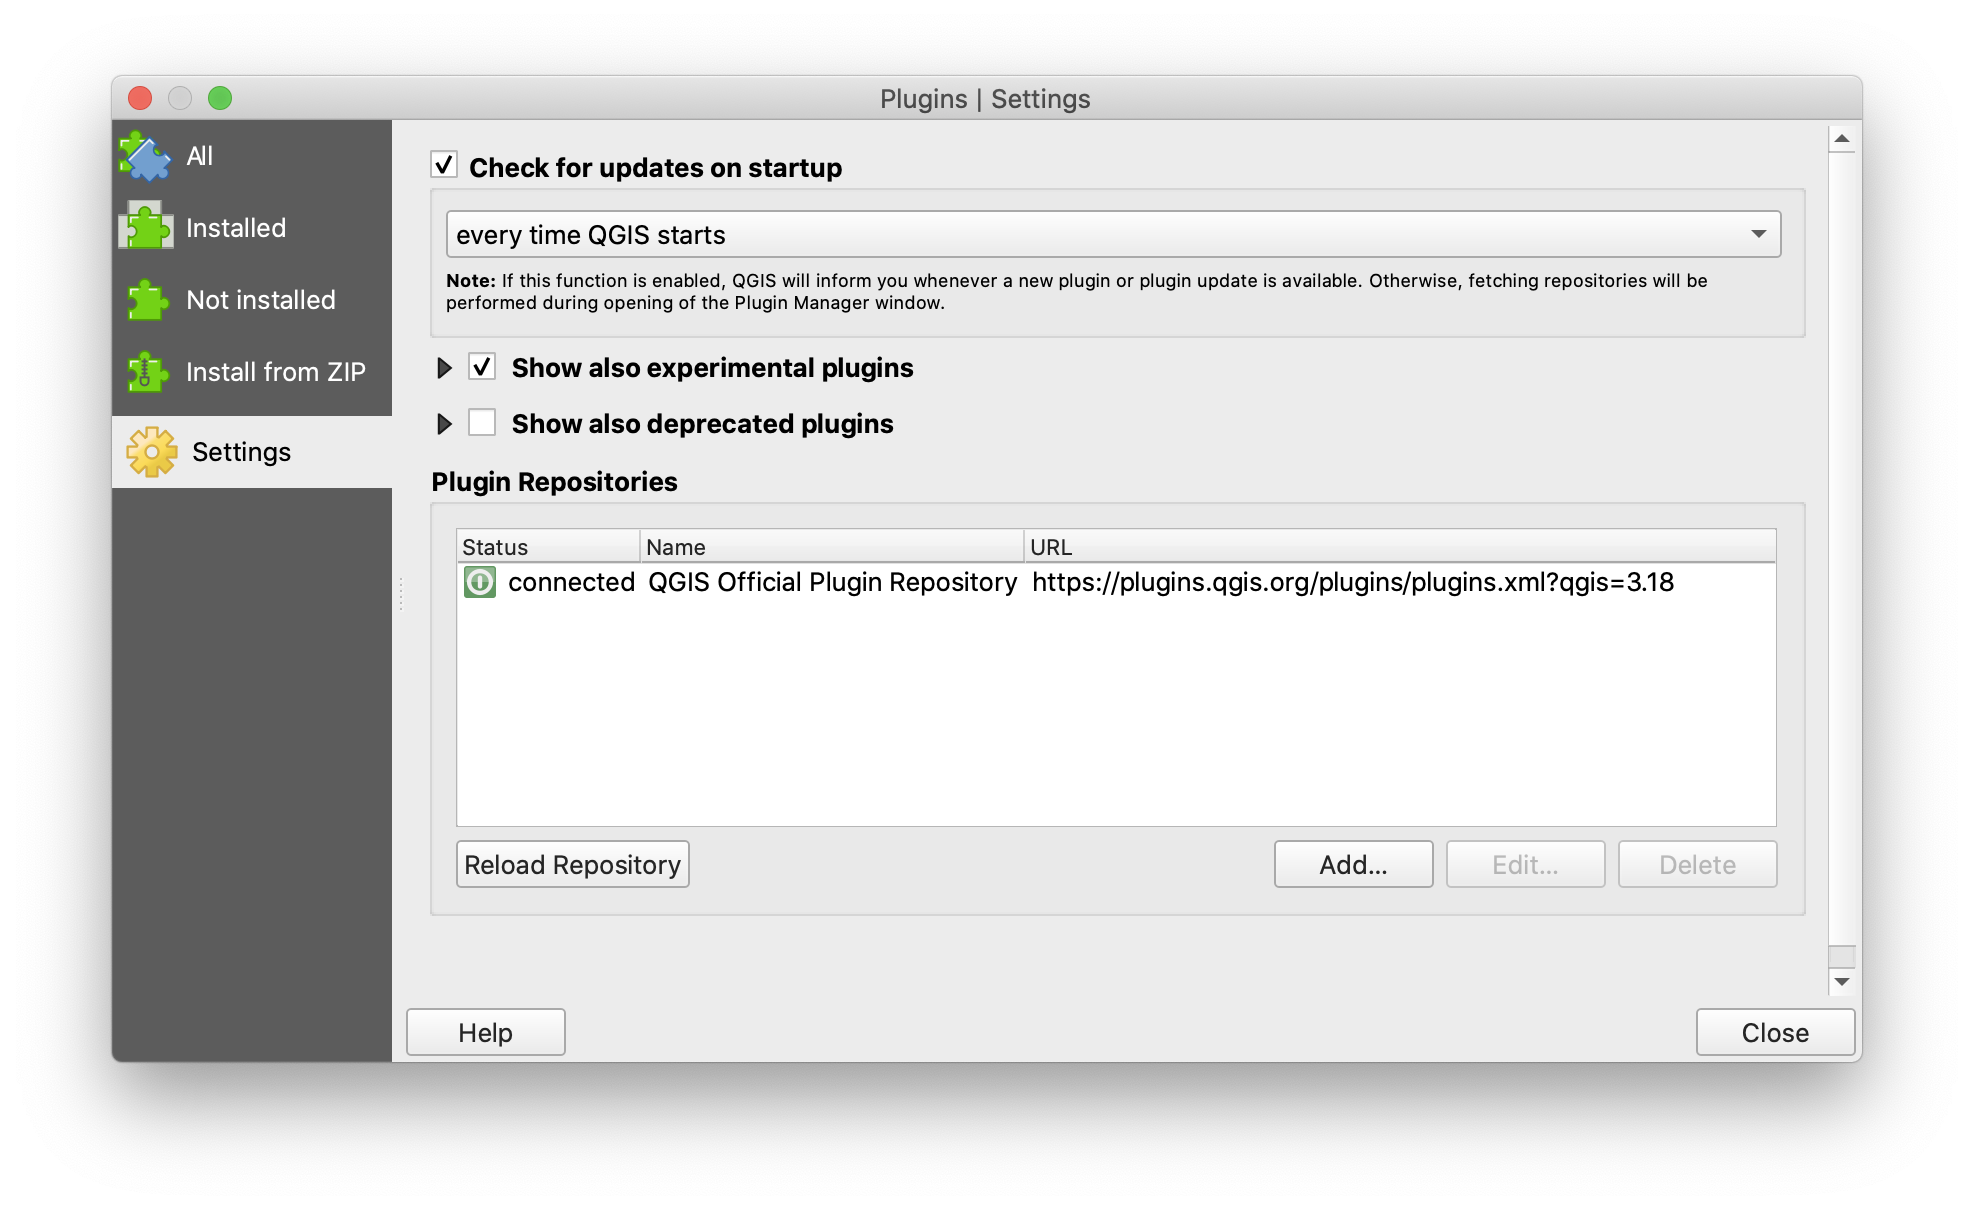 Plugins | Settings
All
Installed
Not installed
Install from ZIP
Settings
Check for updates on startup
every time QGIS starts
Note: If this function is enabled, QGIS will inform you whenever a new plugin or plugin update is available. Otherwise, fetching repositories will be
performed during opening of the Plugin Manager window.
Show also experimental plugins
Show also deprecated plugins
Plugin Repositories
Status Name URL
connected QGIS Official Plugin Repository https://plugins.qgis.org/plugins/plugins.xml?qgis=3.18
Reload Repository Add... Edit... Delete
Help Close